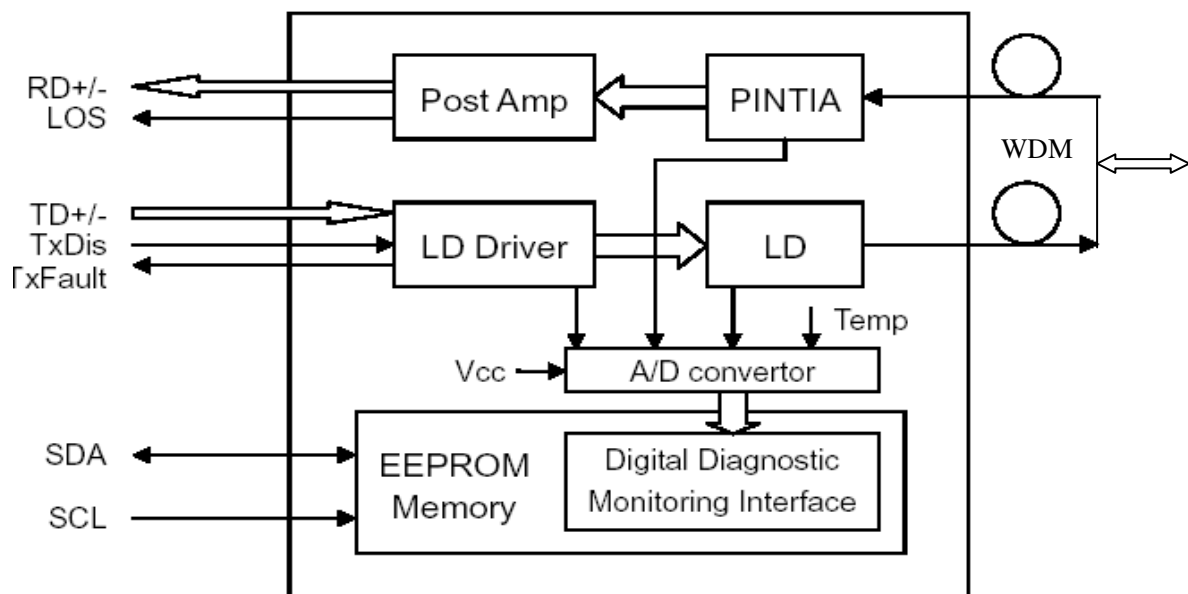 RD+/-
LOS
Post Amp
PINTIA
WDM
TD+/-
TxDis
TxFault
LD Driver
LD
Temp
Vcc
A/D convertor
SDA
SCL
EEPROM
Memory
Digital Diagnostic
Monitoring Interface